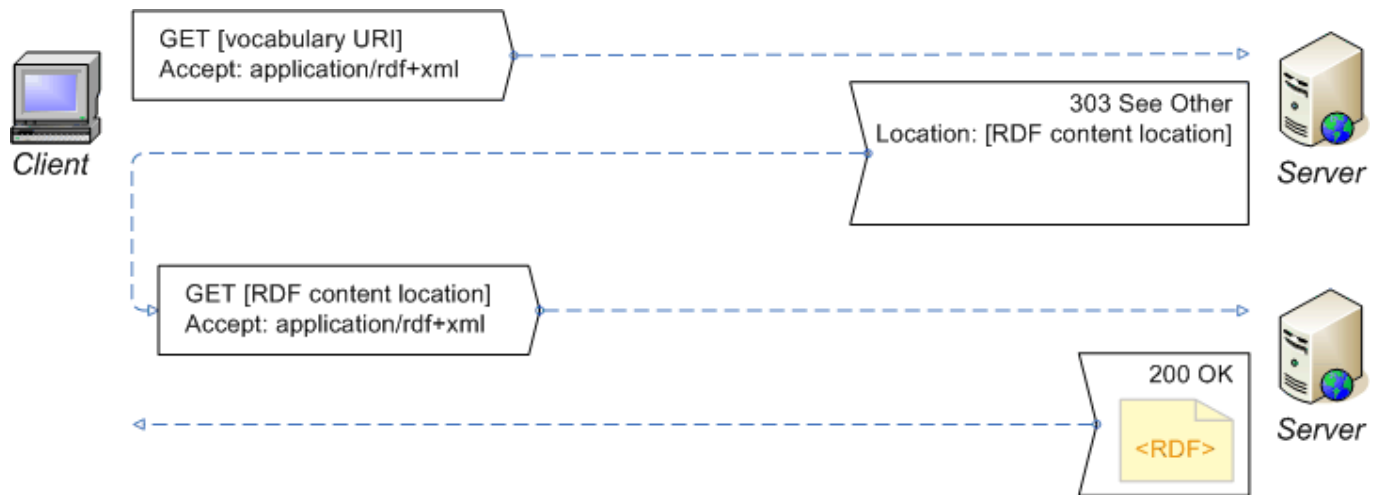 GET [vocabulary URI]
Accept: application/rdf+xml
Client
303 See Other
Location: [RDF content location]
Server
GET [RDF content location]
Accept: application/rdf+xml
200 OK
<RDF>
Server